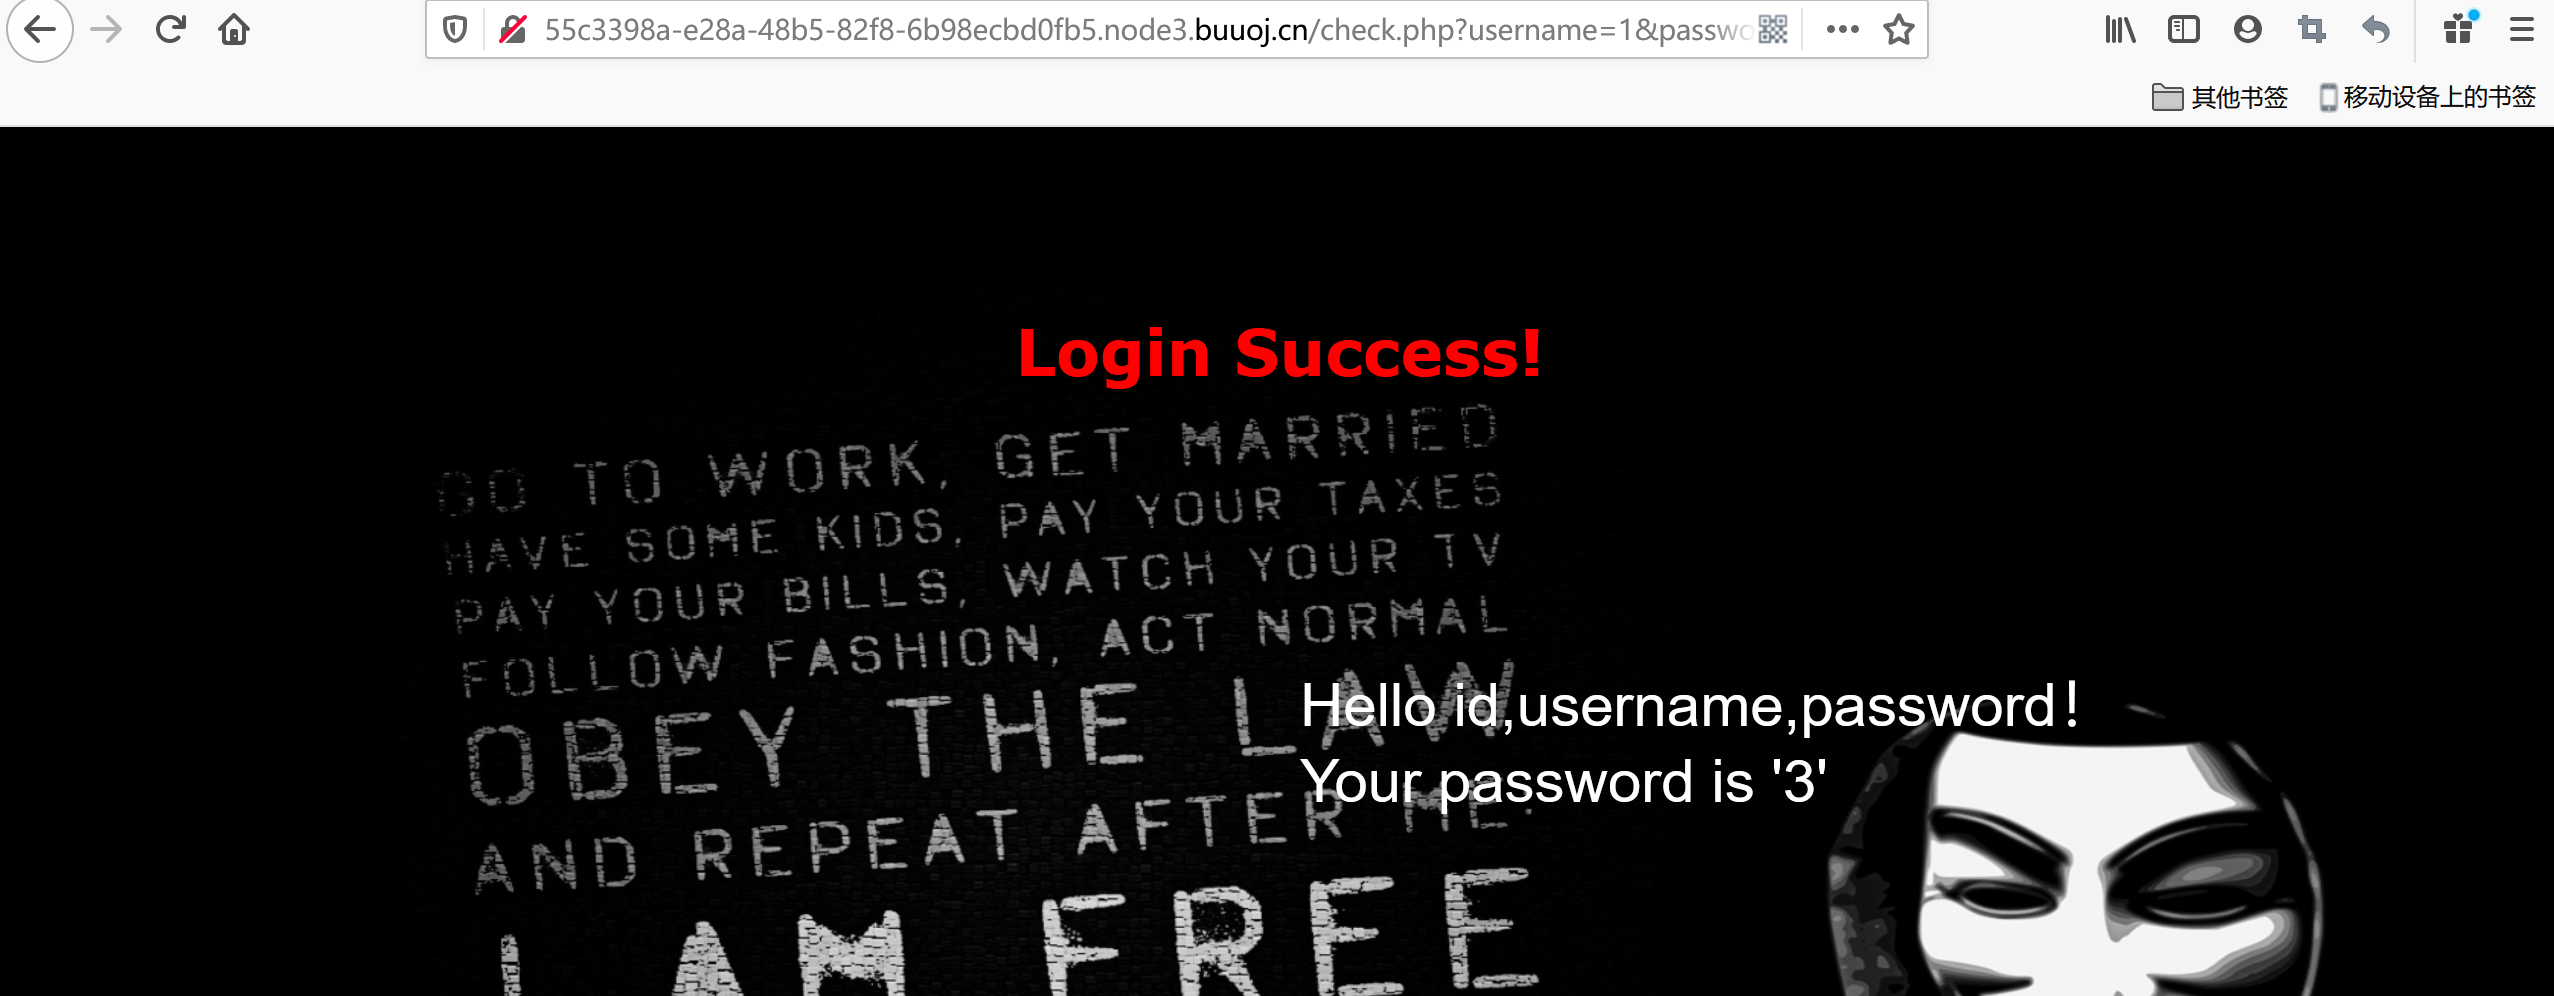 55c3398a-e28a-48b5-82f8-6b98ecbd0fb5.node3.buuoj.cn/check.php?username=1&passwo
其他书签
移动设备上的书签
Login Success!
GO TO WORK, GET MARRIED
HAVE SOME KIDS, PAY YOUR TAXES
PAY YOUR BILLS, WATCH YOUR TV
FOLLOW FASHION, ACT NORMAL
OBEY THE LAW
AND REPEAT AFTER ME.
I AM FREE
Hello id,username,password!
Your password is '3'